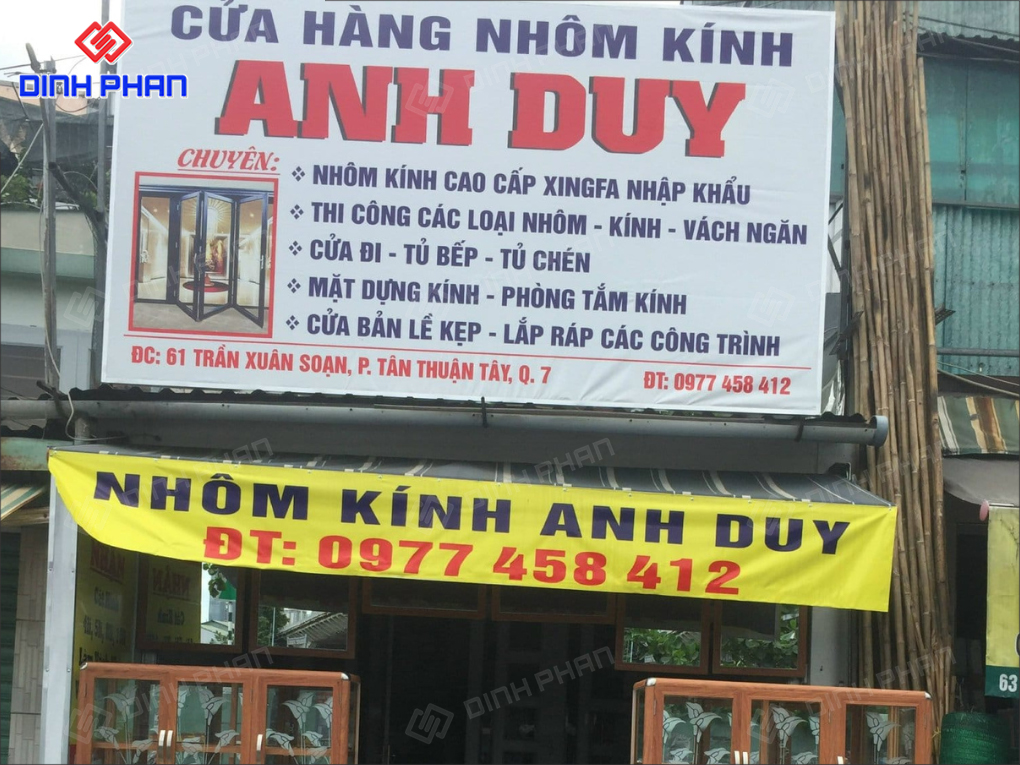 CỬA HÀNG NHÔM KÍNH
DINH PHAN
ANH DUY
CHUYÊN:
NHÔM KÍNH CAO CẤP XINGFA NHẬP KHẨU
THI CÔNG CÁC LOẠI NHÔM - KÍNH - VÁCH NGĂN
CỬA ĐI - TỦ BẾP - TỦ CHÉN
MẶT DỰNG KÍNH - PHÒNG TẮM KÍNH
CỬA BẢN LỀ KẸP - LẮP RÁP CÁC CÔNG TRÌNH
ĐC: 61 TRẦN XUÂN SOẠN, P. TÂN THUẬN TÂY, Q. 7 ĐT: 0977 458 412
NHÔM KÍNH ANH DUY
ĐT: 0977 458 412
63